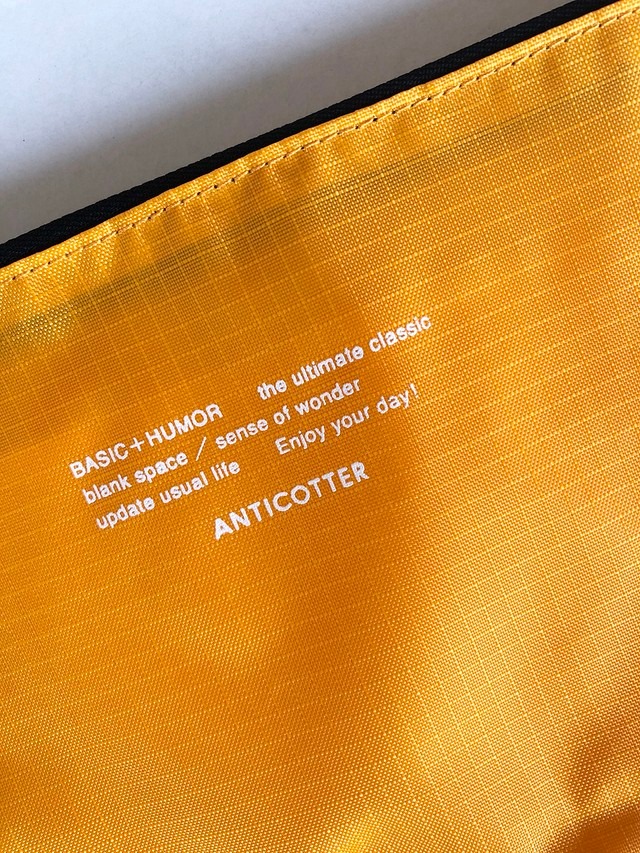 BASIC+HUMOR the ultimate classic
blank space / sense of wonder
update usual life Enjoy your day!
ANTICOTTER